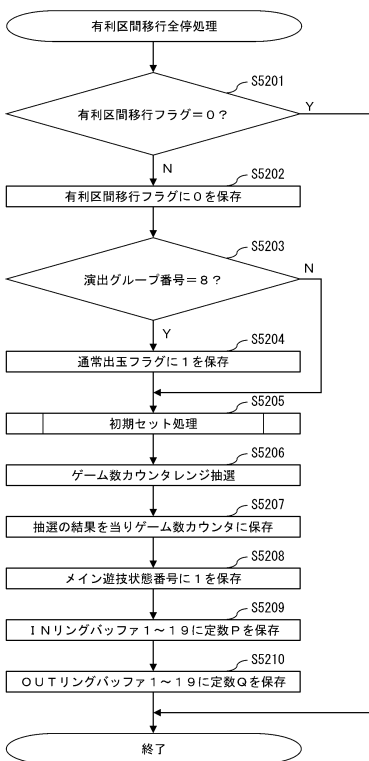 有利区間移行全停処理
S5201
有利区間移行フラグ＝０？
Y
N
S5202
有利区間移行フラグに０を保存
S5203
演出グループ番号＝８？
N
Y
S5204
通常出玉フラグに１を保存
S5205
初期セット処理
S5206
ゲーム数カウンタレンジ抽選
S5207
抽選の結果を当りゲーム数カウンタに保存
S5208
メイン遊技状態番号に１を保存
S5209
ＩＮリングバッファ１～１９に定数Ｐを保存
S5210
ＯＵＴリングバッファ１～１９に定数Ｑを保存
終了